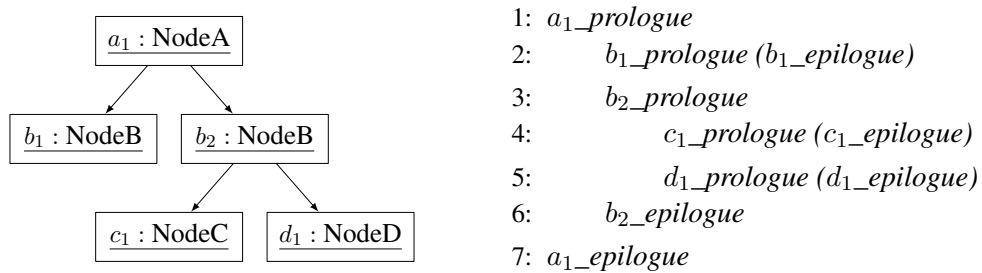 a₁ : NodeA
b₁ : NodeB
b₂ : NodeB
c₁ : NodeC
d₁ : NodeD
1: a₁_prologue
2: b₁_prologue (b₁_epilogue)
3: b₂_prologue
4: c₁_prologue (c₁_epilogue)
5: d₁_prologue (d₁_epilogue)
6: b₂_epilogue
7: a₁_epilogue